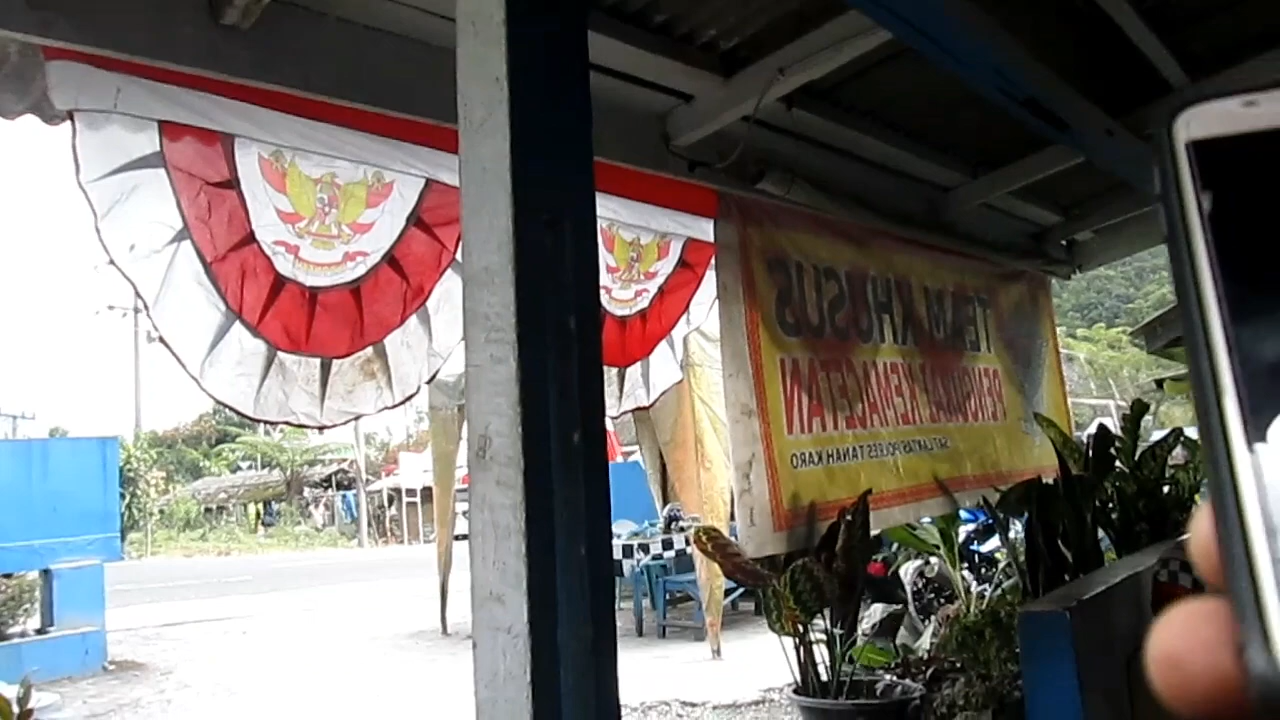 TEAM KHUSUS
PENGURAI KEMACETAN
SAT LANTAS POLRES TANAH KARO